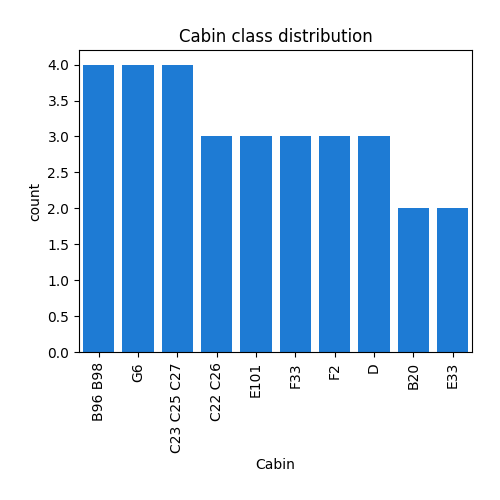 Cabin class distribution
4.0
3.5
3.0
2.5
2.0
1.5
1.0
0.5
0.0
count
B96 B98
G6
C23 C25 C27
C22 C26
E101
F33
F2
D
B20
E33
Cabin